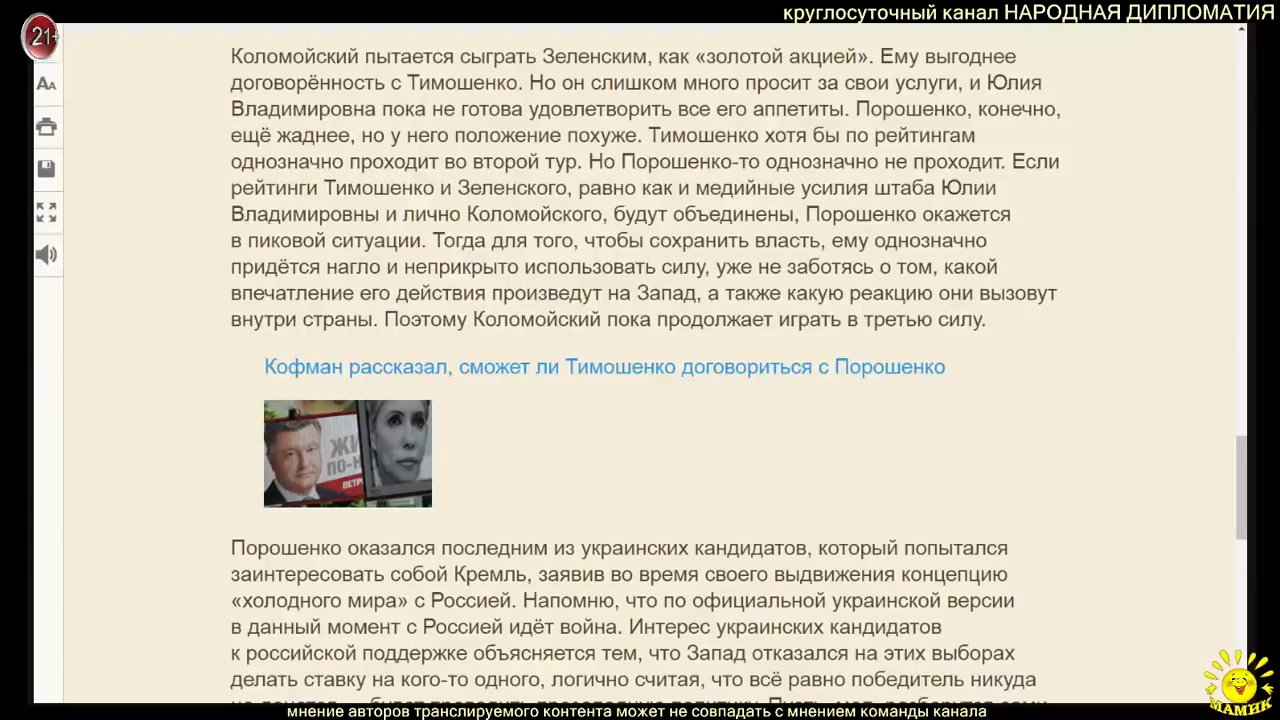 круглосуточный канал НАРОДНАЯ ДИПЛОМАТИЯ
21+
AA
Коломойский пытается сыграть Зеленским, как «золотой акцией». Ему выгоднее
договорённость с Тимошенко. Но он слишком много просит за свои услуги, и Юлия
Владимировна пока не готова удовлетворить все его аппетиты. Порошенко, конечно,
ещё жаднее, но у него положение похуже. Тимошенко хотя бы по рейтингам
однозначно проходит во второй тур. Но Порошенко-то однозначно не проходит. Если
рейтинги Тимошенко и Зеленского, равно как и медийные усилия штаба Юлии
Владимировны и лично Коломойского, будут объединены, Порошенко окажется
в пиковой ситуации. Тогда для того, чтобы сохранить власть, ему однозначно
придётся нагло и неприкрыто использовать силу, уже не заботясь о том, какой
впечатление его действия произведут на Запад, а также какую реакцию они вызовут
внутри страны. Поэтому Коломойский пока продолжает играть в третью силу.
Кофман рассказал, сможет ли Тимошенко договориться с Порошенко
ЖИ
ПО-Н
ПЕТР
Порошенко оказался последним из украинских кандидатов, который попытался
заинтересовать собой Кремль, заявив во время своего выдвижения концепцию
«холодного мира» с Россией. Напомню, что по официальной украинской версии
в данный момент с Россией идёт война. Интерес украинских кандидатов
к российской поддержке объясняется тем, что Запад отказался на этих выборах
делать ставку на кого-то одного, логично считая, что всё равно победитель никуда
мнение авторов транслируемого контента может не совпадать с мнением команды канала
МАМИК